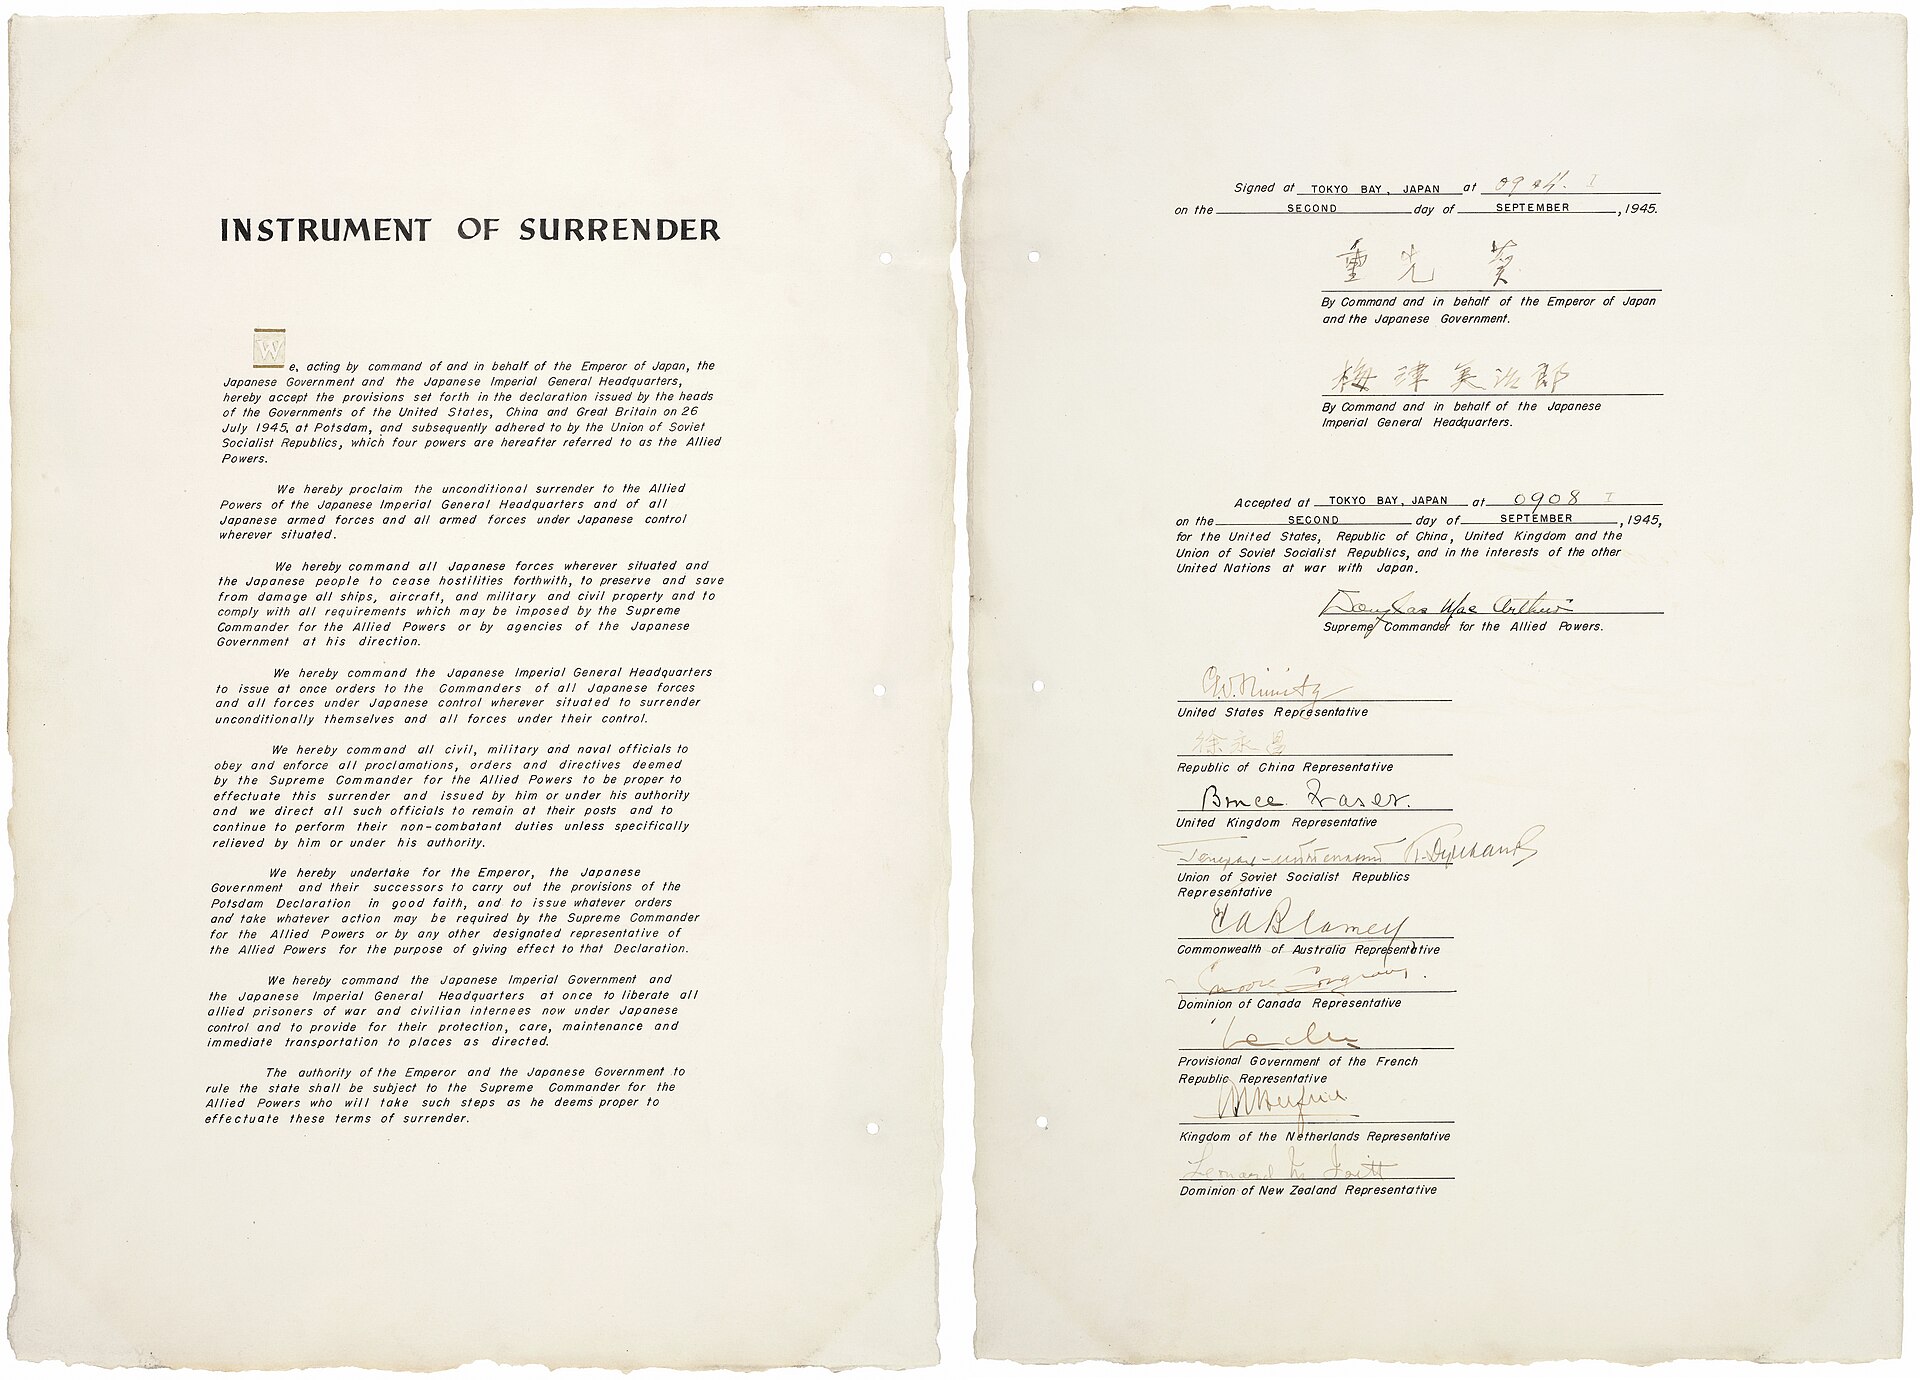 INSTRUMENT OF SURRENDER
We, acting by command of and in behalf of the Emperor of Japan, the
Japanese Government and the Japanese Imperial General Headquarters,
hereby accept the provisions set forth in the declaration issued by the heads
of the Governments of the United States, China and Great Britain on 26
July 1945, at Potsdam, and subsequently adhered to by the Union of Soviet
Socialist Republics, which four powers are hereafter referred to as the Allied
Powers.
We hereby proclaim the unconditional surrender to the Allied
Powers of the Japanese Imperial General Headquarters and of all
Japanese armed forces and all armed forces under Japanese control
wherever situated.
We hereby command all Japanese forces wherever situated and
the Japanese people to cease hostilities forthwith, to preserve and save
from damage all ships, aircraft, and military and civil property and to
comply with all requirements which may be imposed by the Supreme
Commander for the Allied Powers or by agencies of the Japanese
Government at his direction.
We hereby command the Japanese Imperial General Headquarters
to issue at once orders to the Commanders of all Japanese forces
and all forces under Japanese control wherever situated to surrender
unconditionally themselves and all forces under their control.
We hereby command all civil, military and naval officials to
obey and enforce all proclamations, orders and directives deemed
by the Supreme Commander for the Allied Powers to be proper to
effectuate this surrender and issued by him or under his authority
and we direct all such officials to remain at their posts and to
continue to perform their non-combatant duties unless specifically
relieved by him or under his authority.
We hereby undertake for the Emperor, the Japanese
Government and their successors to carry out the provisions of the
Potsdam Declaration in good faith, and to issue whatever orders
and take whatever action may be required by the Supreme Commander
for the Allied Powers or by any other designated representative of
the Allied Powers for the purpose of giving effect to that Declaration.
We hereby command the Japanese Imperial Government and
the Japanese Imperial General Headquarters at once to liberate all
allied prisoners of war and civilian internees now under Japanese
control and to provide for their protection, care, maintenance and
immediate transportation to places as directed.
The authority of the Emperor and the Japanese Government to
rule the state shall be subject to the Supreme Commander for the
Allied Powers who will take such steps as he deems proper to
effectuate these terms of surrender.
Signed at TOKYO BAY, JAPAN at 0904 I
on the SECOND day of SEPTEMBER, 1945.
重光 葵
By Command and in behalf of the Emperor of Japan
and the Japanese Government.
梅津美治郎
By Command and in behalf of the Japanese
Imperial General Headquarters.
Accepted at TOKYO BAY, JAPAN at 0908 I
on the SECOND day of SEPTEMBER, 1945,
for the United States, Republic of China, United Kingdom and the
Union of Soviet Socialist Republics, and in the interests of the other
United Nations at war with Japan.
Douglas MacArthur
Supreme Commander for the Allied Powers.
C.W. Nimitz
United States Representative
徐永昌
Republic of China Representative
Bruce Fraser.
United Kingdom Representative
Union of Soviet Socialist Republics
Representative
T A Blamey
Commonwealth of Australia Representative
Dominion of Canada Representative
Provisional Government of the French
Republic Representative
Kingdom of the Netherlands Representative
Leonard M Isitt
Dominion of New Zealand Representative